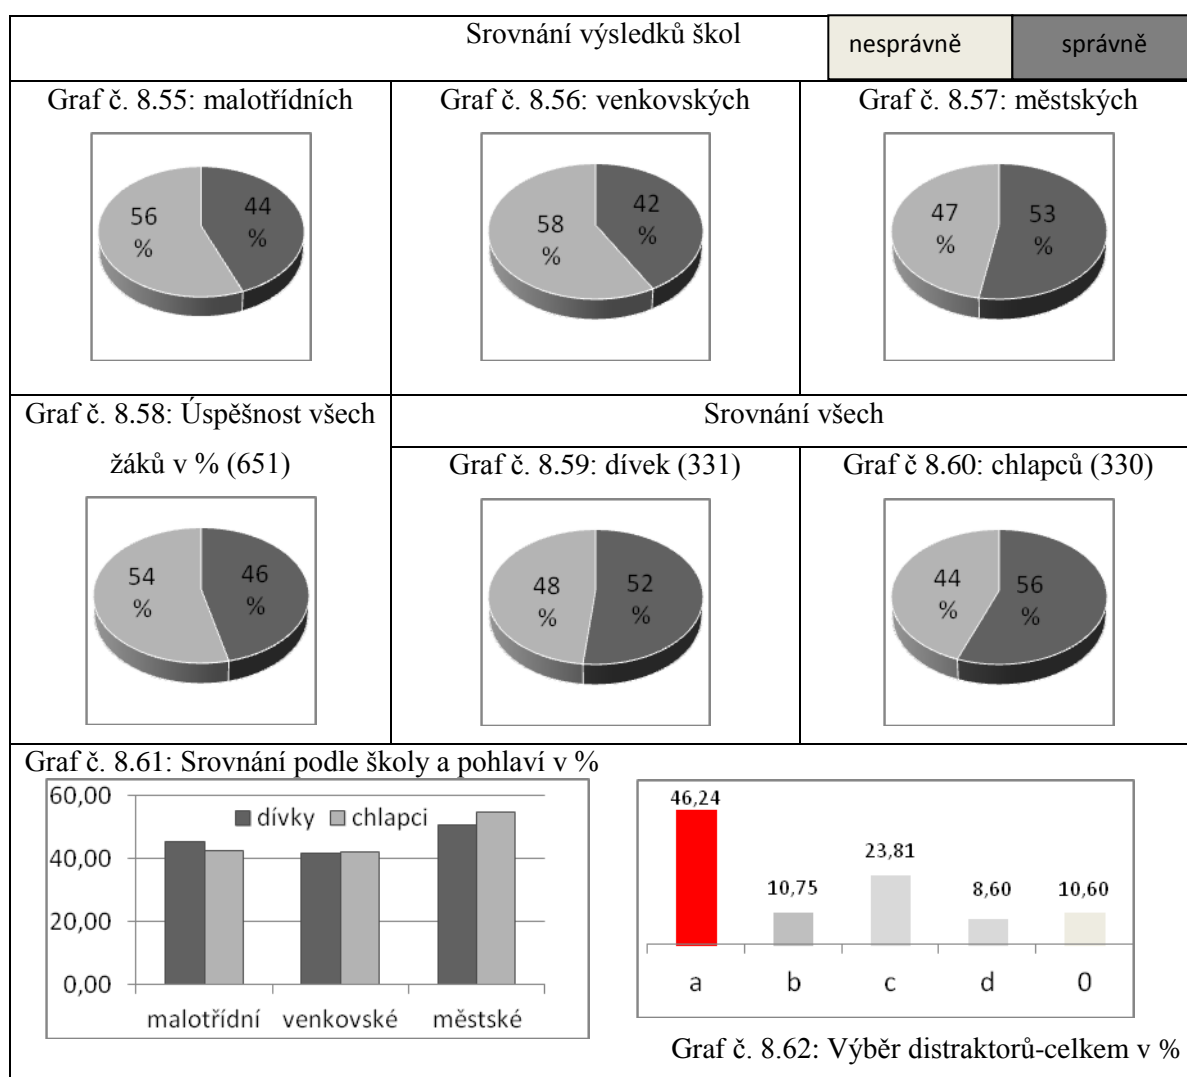 Srovnání výsledků škol
nesprávně
správně
Graf č. 8.55: malotřídních
Graf č. 8.56: venkovských
Graf č. 8.57: městských
56 %
44 %
58 %
42 %
47 %
53 %
Graf č. 8.58: Úspěšnost všech
žáků v % (651)
Srovnání všech
Graf č. 8.59: dívek (331)
Graf č 8.60: chlapců (330)
54 %
46 %
48 %
52 %
44 %
56 %
Graf č. 8.61: Srovnání podle školy a pohlaví v %
60,00
40,00
20,00
0,00
dívky chlapci
malotřídní venkovské městské
46,24
10,75
23,81
8,60
10,60
a b c d 0
Graf č. 8.62: Výběr distraktorů-celkem v %